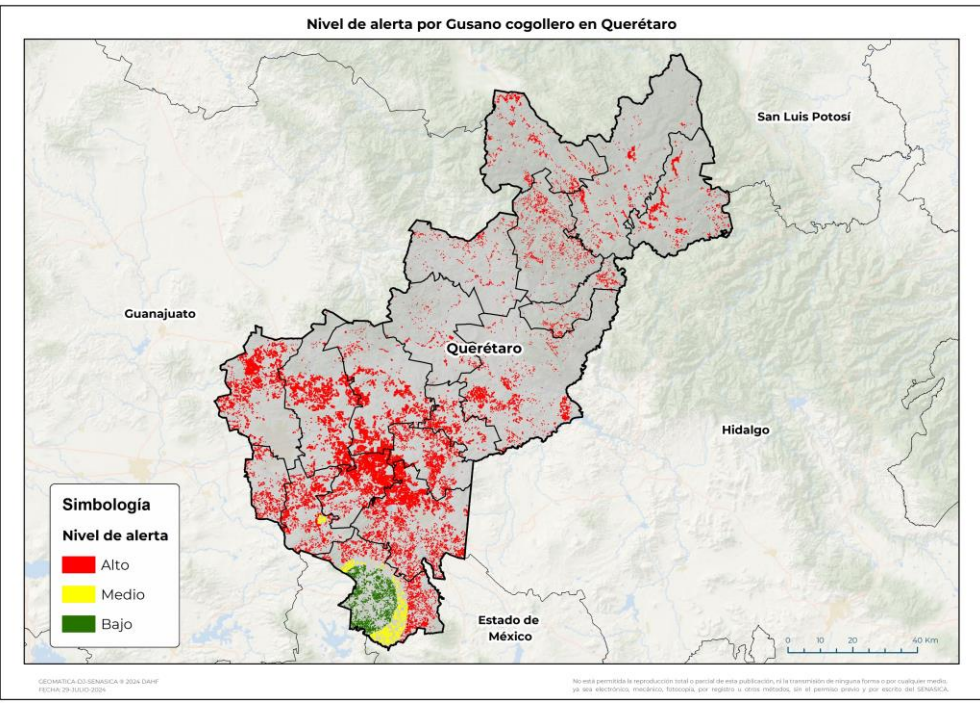 Nivel de alerta por Gusano cogollero en Querétaro
San Luis Potosí
Guanajuato
Querétaro
Hidalgo
Simbología
Nivel de alerta
Alto
Medio
Bajo
Estado de
México
0 10 20 40 Km
GEOMATICA-DJ-SENASICA © 2024 DAHF
FECHA: 29-JULIO-2024
No está permitida la reproducción total o parcial de esta publicación, ni la transmisión de ninguna forma o por cualquier medio,
ya sea electrónico, mecánico, fotocopia, por registro u otros métodos, sin el permiso previo y por escrito del SENASICA.